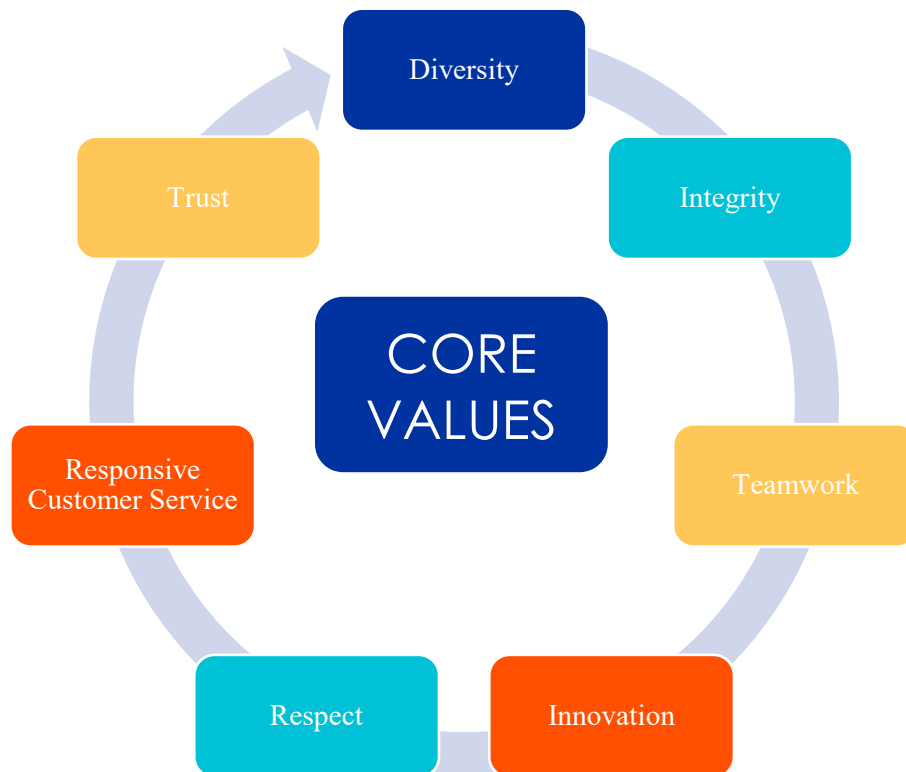 Diversity
Integrity
Teamwork
Innovation
Respect
Responsive
Customer Service
Trust
CORE
VALUES